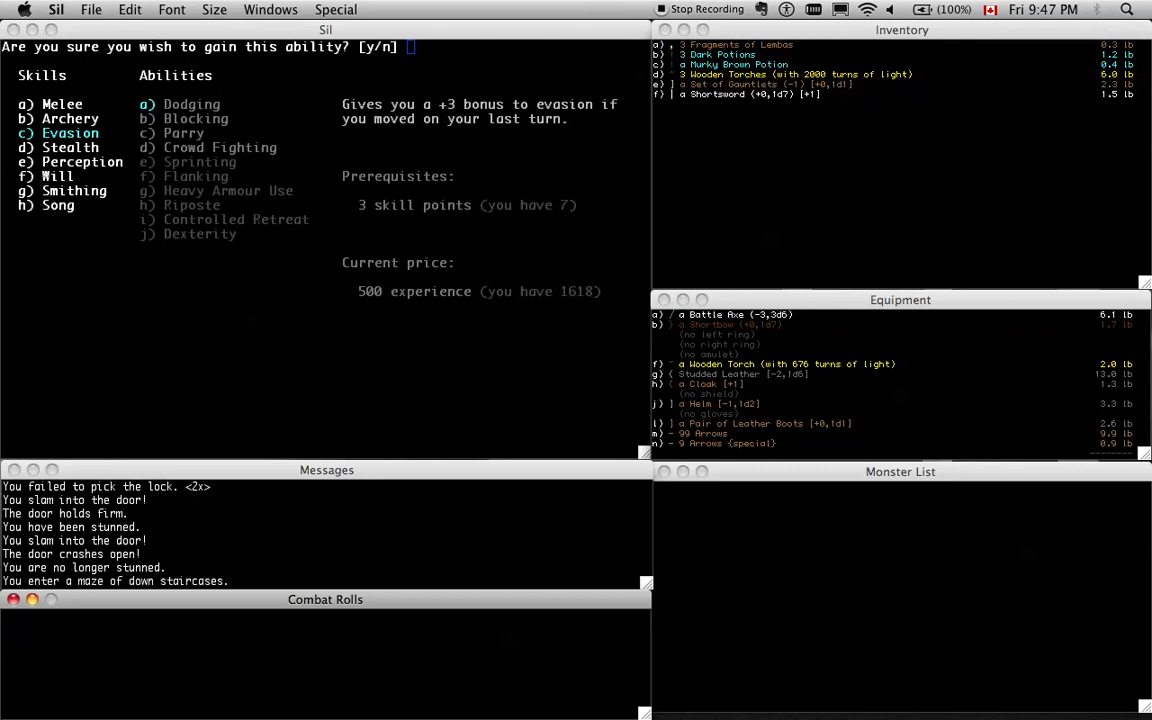 Sil File Edit Font Size Windows Special Stop Recording (100%) Fri 9:47 PM
Sil
Are you sure you wish to gain this ability? [y/n]
Skills Abilities
a) Melee a) Dodging Gives you a +3 bonus to evasion if
b) Archery b) Blocking you moved on your last turn.
c) Evasion c) Parry
d) Stealth d) Crowd Fighting
e) Perception e) Sprinting
f) Will f) Flanking Prerequisites:
g) Smithing g) Heavy Armour Use
h) Song h) Riposte 3 skill points (you have 7)
i) Controlled Retreat
j) Dexterity
Current price:
500 experience (you have 1618)
Inventory
a) , 3 Fragments of Lembas 0.3 lb
b) ! 3 Dark Potions 1.2 lb
c) ! a Murky Brown Potion 0.4 lb
d) ~ 3 Wooden Torches (with 2000 turns of light) 6.0 lb
e) ] a Set of Gauntlets (-1) [+0,1d1] 2.3 lb
f) | a Shortsword (+0,1d7) [+1] 1.5 lb
Equipment
a) / a Battle Axe (-3,3d6) 6.1 lb
b) } a Shortbow (+0,1d7) 1.7 lb
(no left ring)
(no right ring)
(no amulet)
f) ~ a Wooden Torch (with 676 turns of light) 2.0 lb
g) ( Studded Leather [-2,1d6] 13.0 lb
h) ( a Cloak [+1] 1.3 lb
(no shield)
j) ] a Helm [-1,1d2] 3.3 lb
(no gloves)
l) ] a Pair of Leather Boots [+0,1d1] 2.6 lb
m) - 99 Arrows 9.9 lb
n) - 9 Arrows {special} 0.9 lb
Messages
You failed to pick the lock. <2x>
You slam into the door!
The door holds firm.
You have been stunned.
You slam into the door!
The door crashes open!
You are no longer stunned.
You enter a maze of down staircases.
Monster List
Combat Rolls